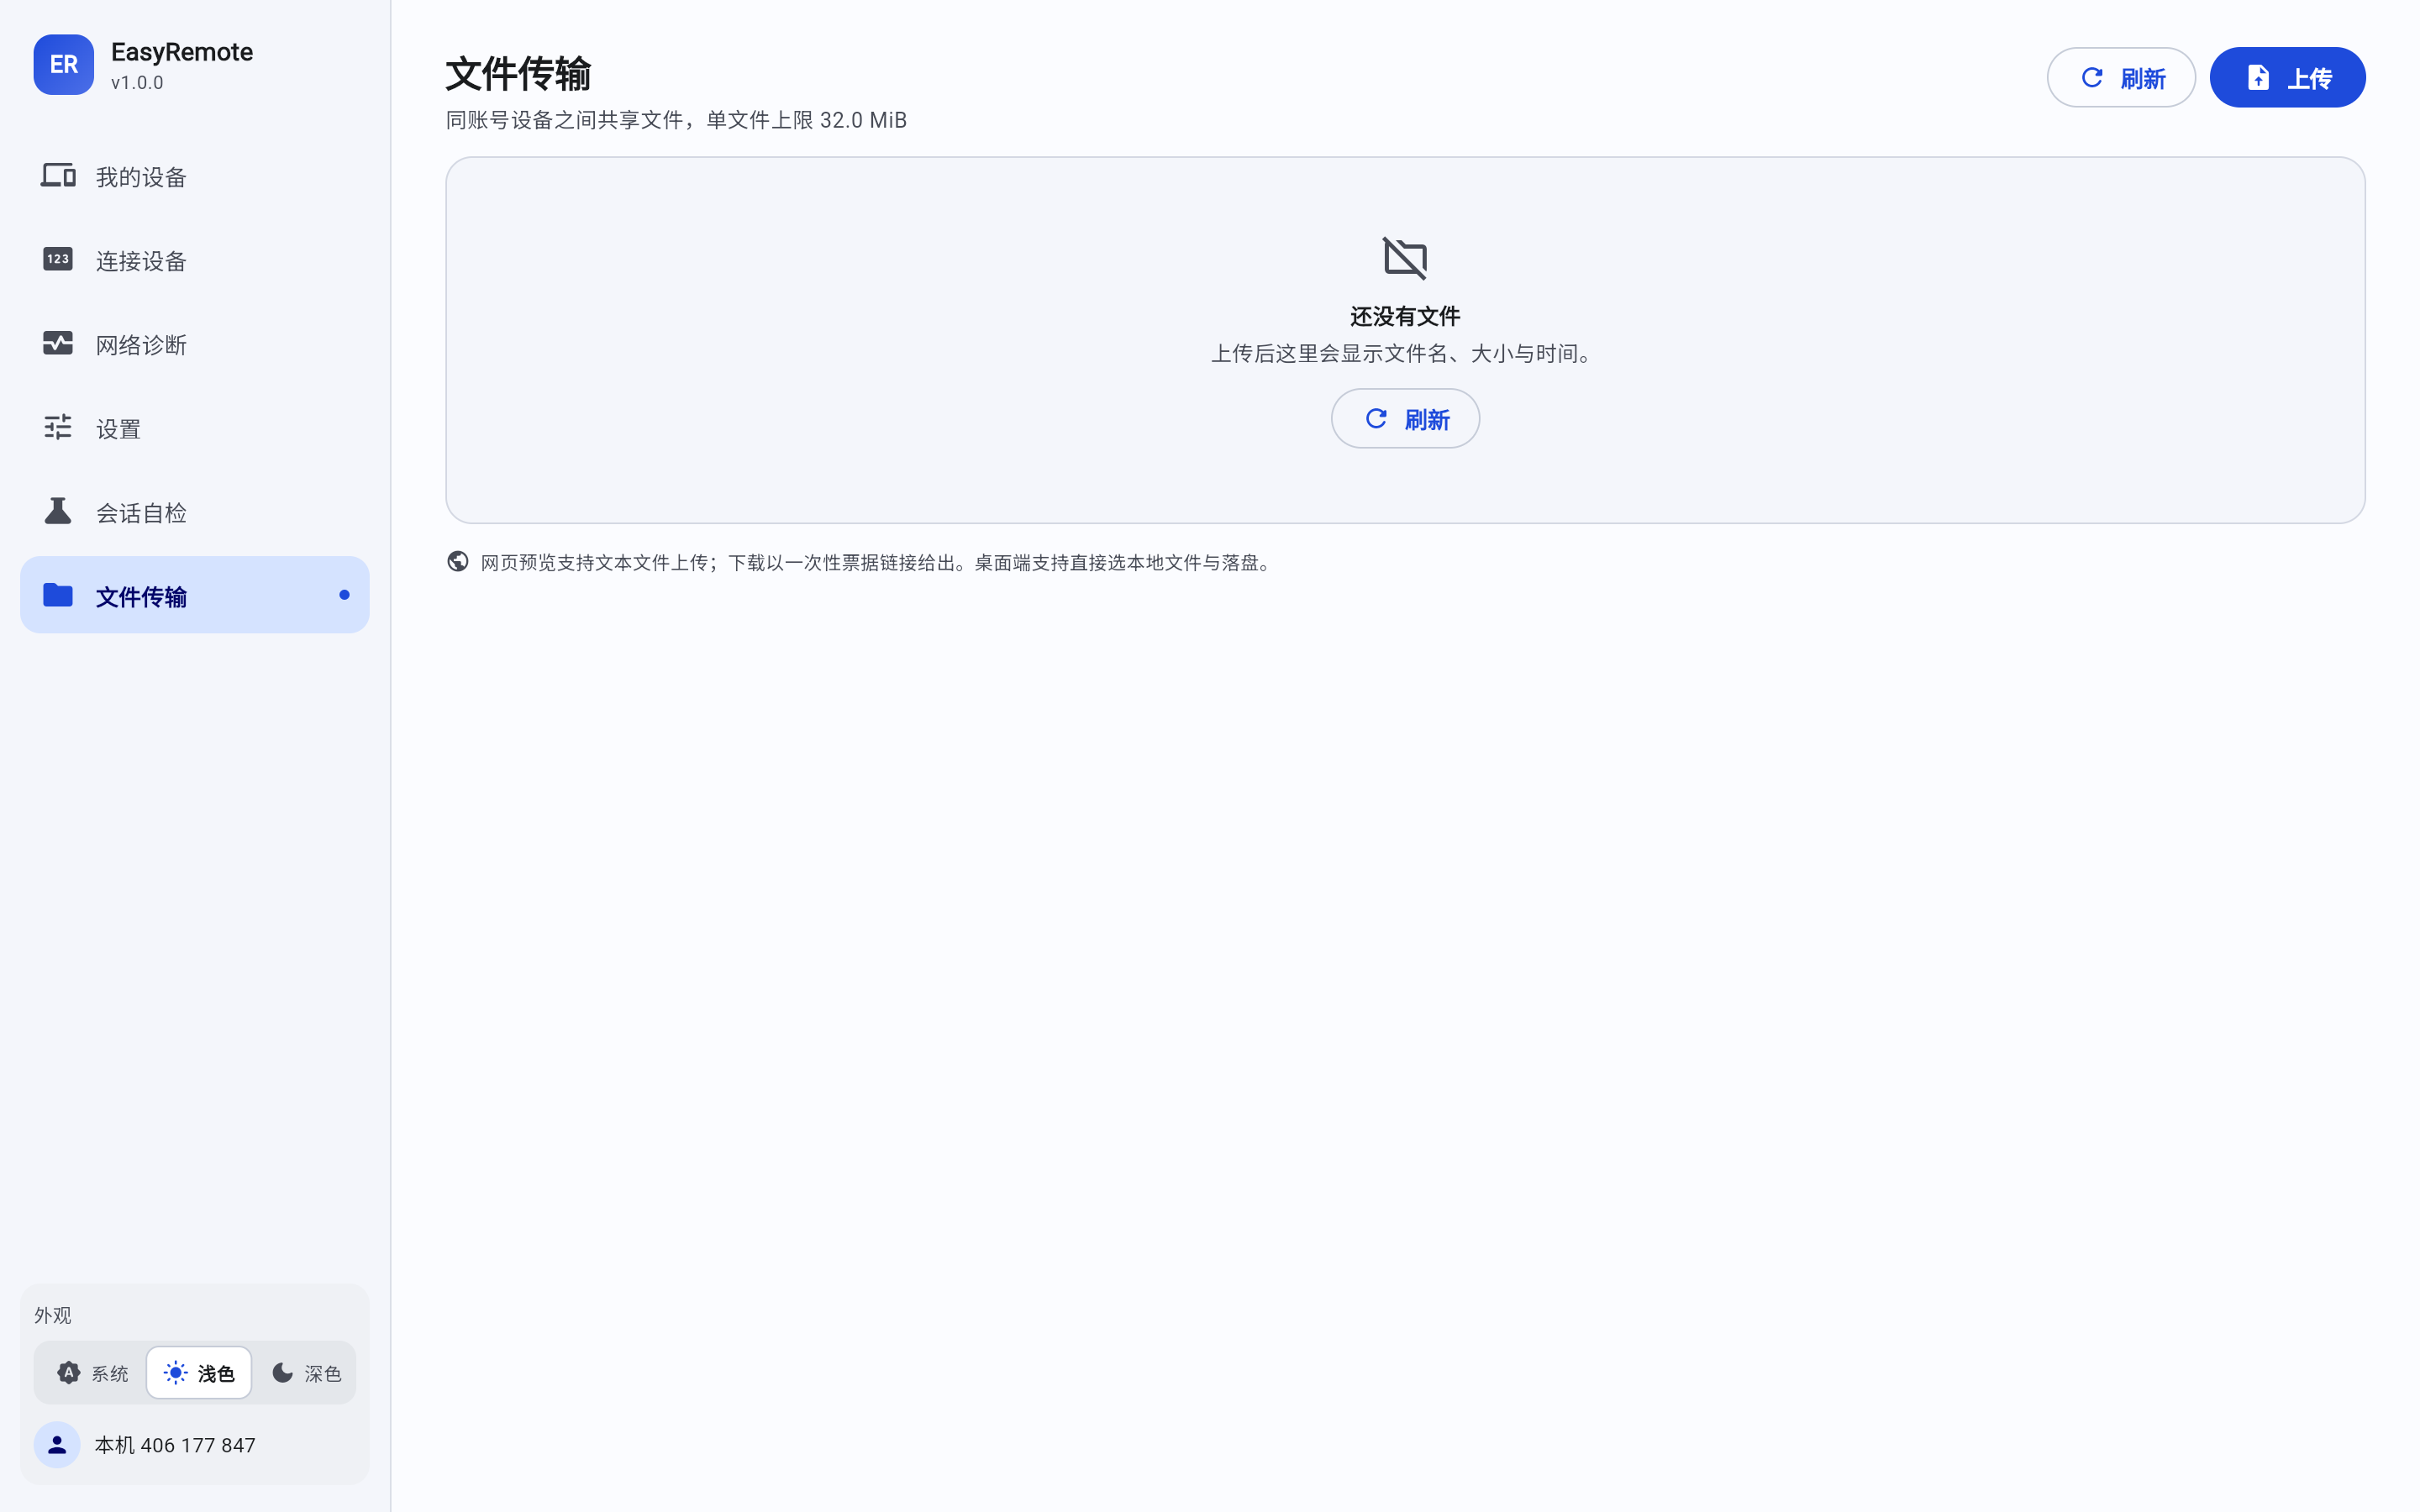 ER
EasyRemote
v1.0.0
我的设备
123
连接设备
网络诊断
设置
会话自检
文件传输
文件传输
同账号设备之间共享文件，单文件上限 32.0 MiB
刷新
上传
还没有文件
上传后这里会显示文件名、大小与时间。
刷新
网页预览支持文本文件上传；下载以一次性票据链接给出。桌面端支持直接选本地文件与落盘。
外观
A 系统
浅色
深色
本机 406 177 847